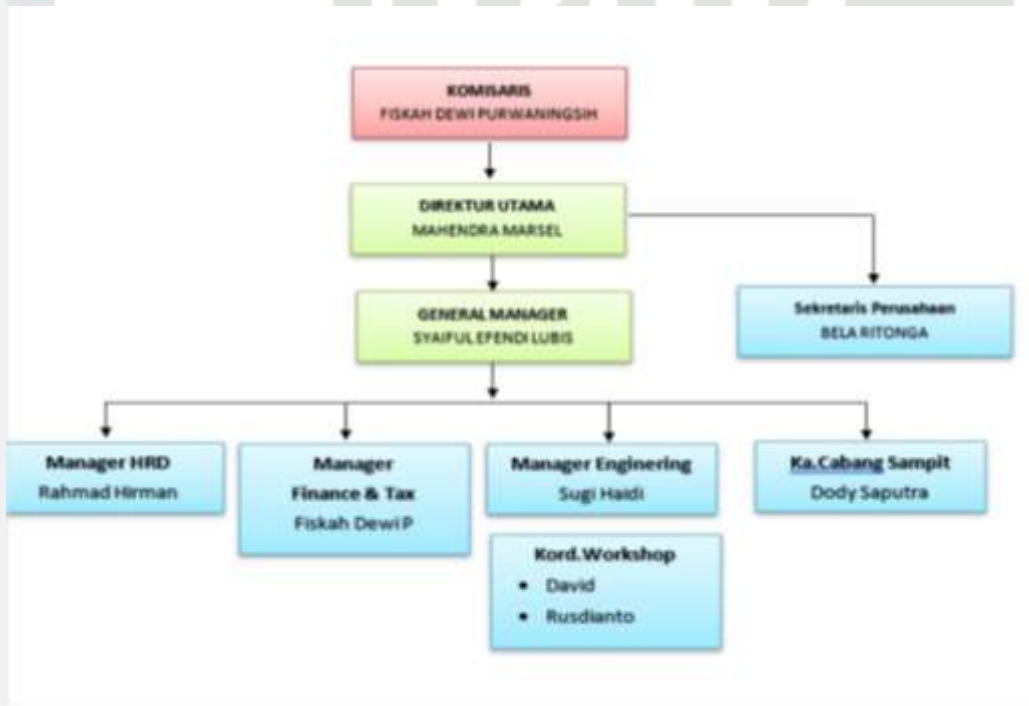 KOMISARIS
FISKAH DEWI PURWANINGSIH
DIREKTUR UTAMA
MAHENDRA MARSEL
GENERAL MANAGER
SYAIFUL EFENDI LUBIS
Sekretaris Perusahaan
BELA RITONGA
Manager HRD
Rahmad Hirman
Manager
Finance & Tax
Fiskah Dewi P
Manager Enginering
Sugi Haidi
Ka.Cabang Sampit
Dody Saputra
Kord.Workshop
• David
• Rusdianto